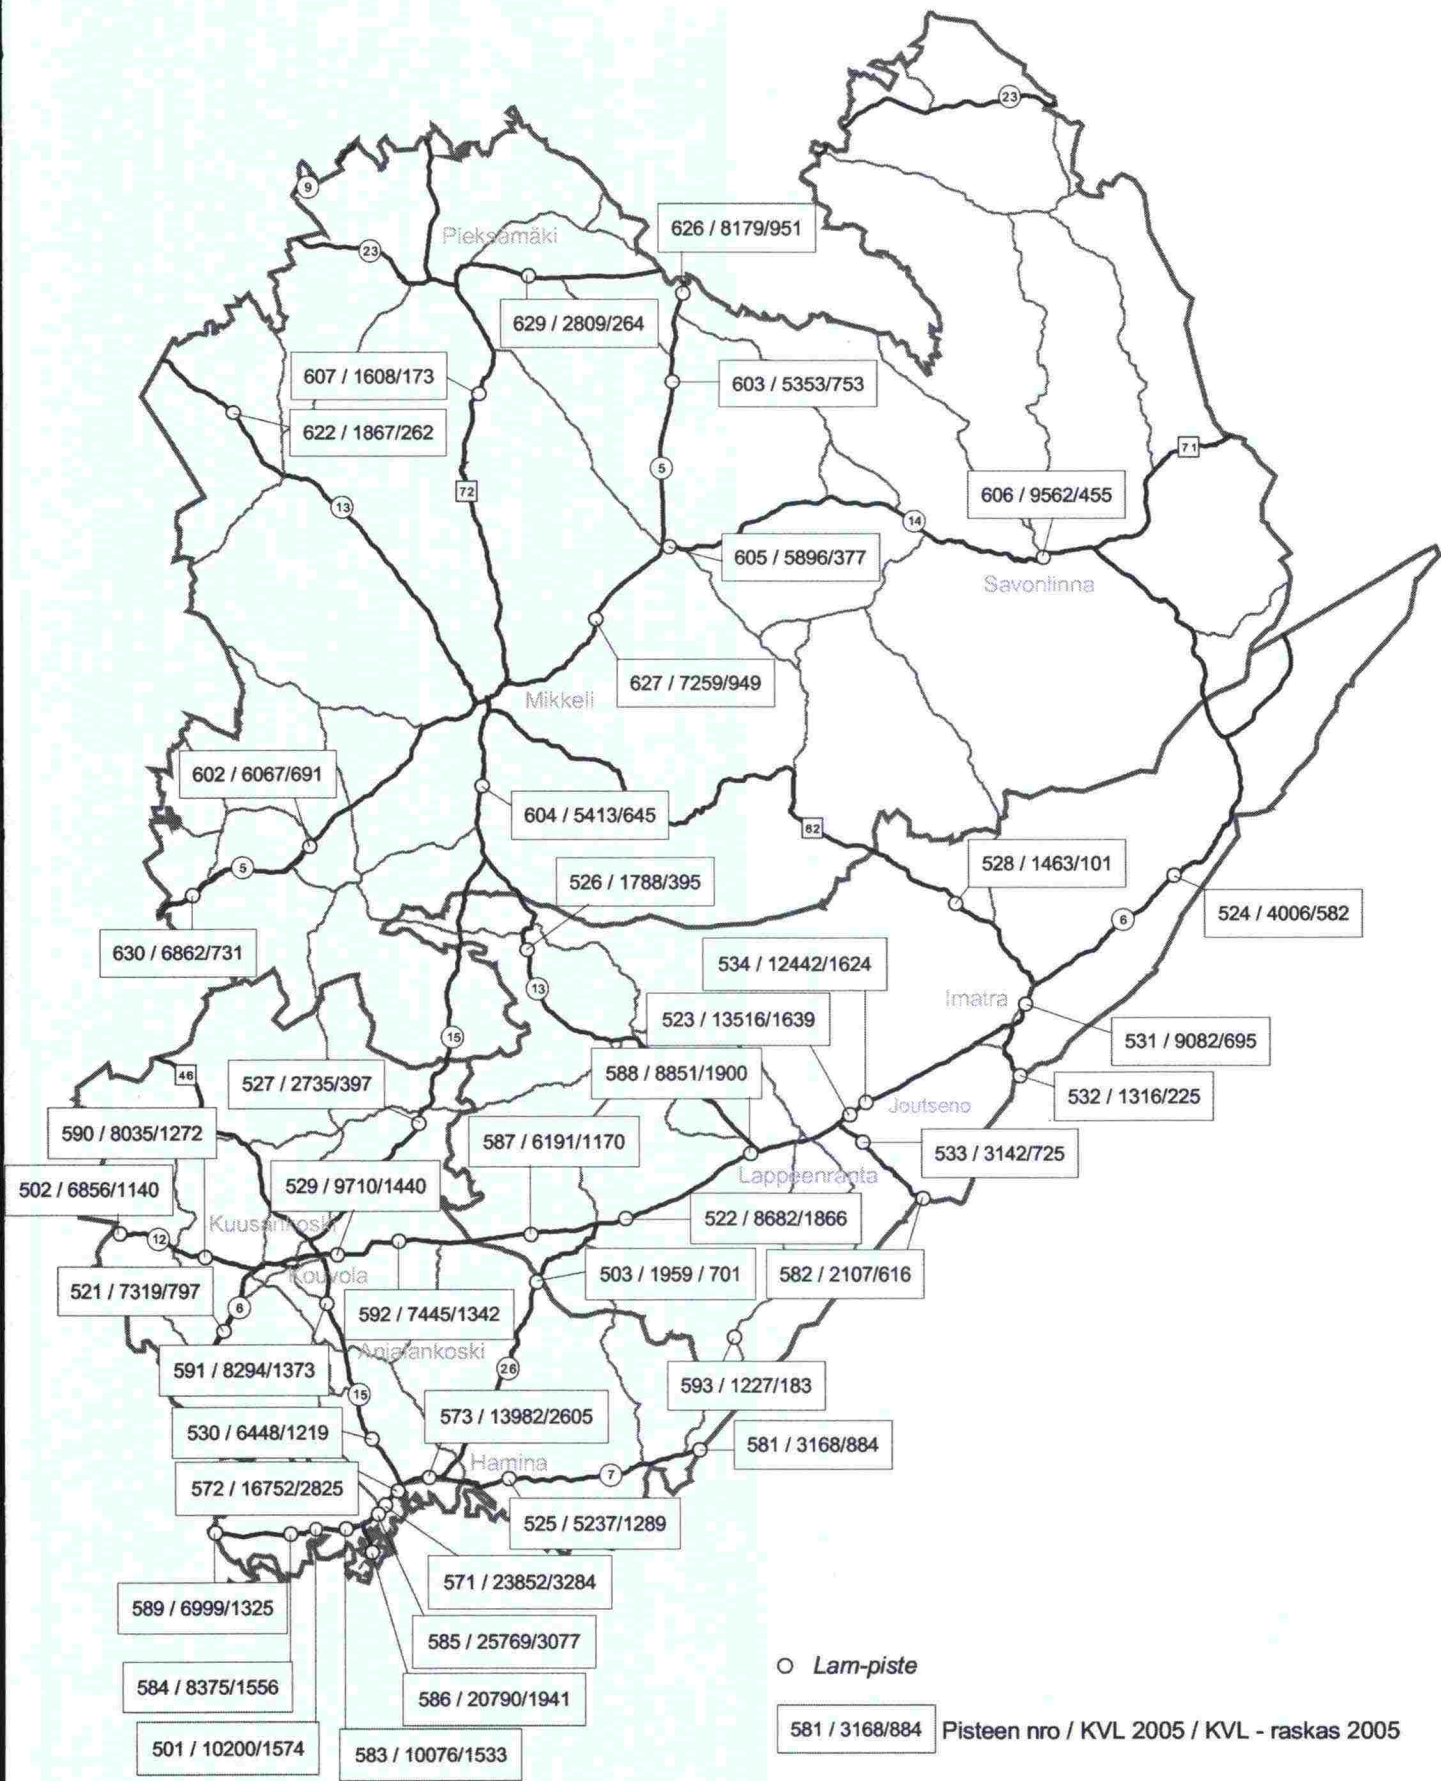 23
9
Pieksämäki
626 / 8179/951
23
629 / 2809/264
607 / 1608/173
603 / 5353/753
622 / 1867/262
71
5
72
606 / 9562/455
13
14
605 / 5896/377
Savonlinna
627 / 7259/949
Mikkeli
602 / 6067/691
604 / 5413/645
62
528 / 1463/101
5
526 / 1788/395
524 / 4006/582
6
630 / 6862/731
534 / 12442/1624
13
Imatra
523 / 13516/1639
15
531 / 9082/695
588 / 8851/1900
46
527 / 2735/397
532 / 1316/225
Joutseno
590 / 8035/1272
587 / 6191/1170
533 / 3142/725
Lappeenranta
502 / 6856/1140
529 / 9710/1440
Kuusankoski
522 / 8682/1866
12
Kouvola
503 / 1959 / 701
582 / 2107/616
521 / 7319/797
6
592 / 7445/1342
Anjalankoski
591 / 8294/1373
26
593 / 1227/183
15
573 / 13982/2605
530 / 6448/1219
581 / 3168/884
Hamina
7
572 / 16752/2825
525 / 5237/1289
571 / 23852/3284
589 / 6999/1325
585 / 25769/3077
Lam-piste
584 / 8375/1556
586 / 20790/1941
581 / 3168/884 Pisteen nro / KVL 2005 / KVL - raskas 2005
501 / 10200/1574
583 / 10076/1533